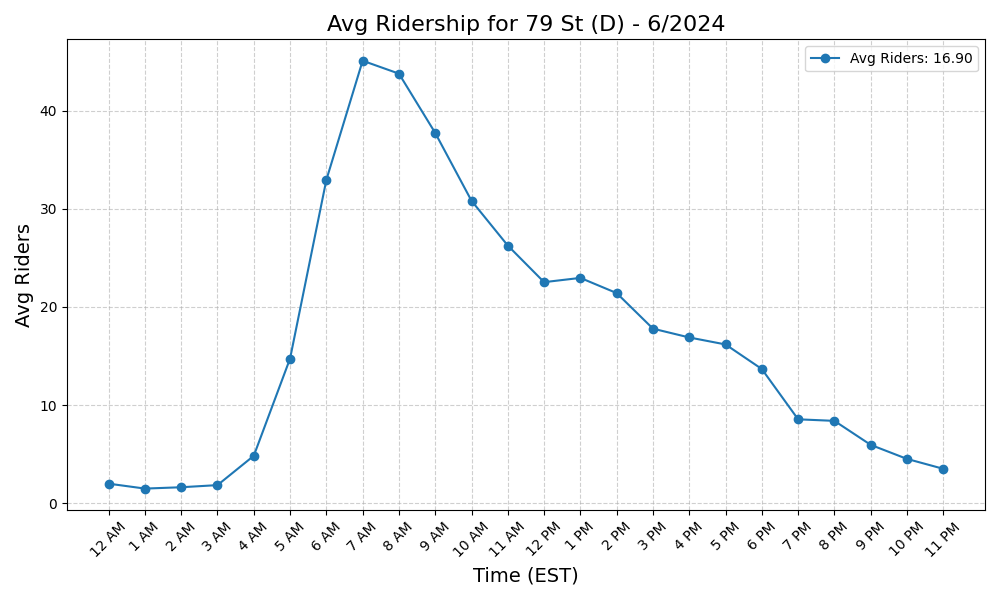 Avg Ridership for 79 St (D) - 6/2024
Avg Riders: 16.90
Avg Riders
40
30
20
10
0
12 AM
1 AM
2 AM
3 AM
4 AM
5 AM
6 AM
7 AM
8 AM
9 AM
10 AM
11 AM
12 PM
1 PM
2 PM
3 PM
4 PM
5 PM
6 PM
7 PM
8 PM
9 PM
10 PM
11 PM
Time (EST)